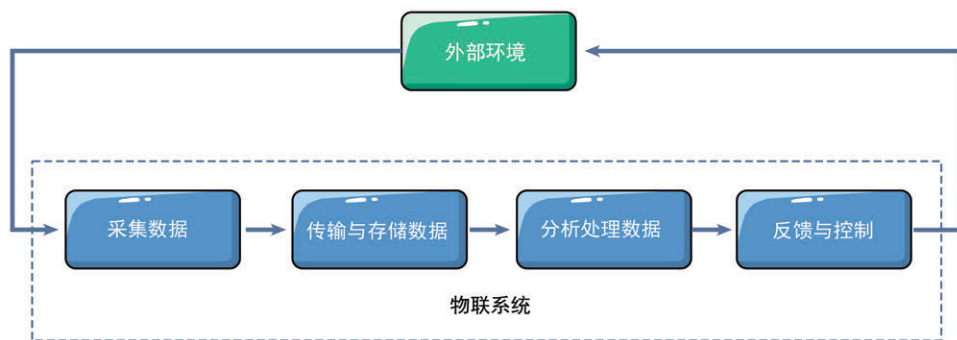 外部环境
采集数据
传输与存储数据
分析处理数据
反馈与控制
物联系统